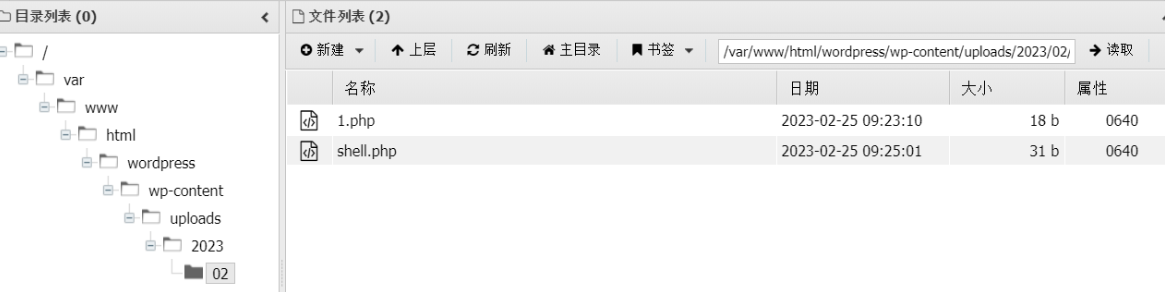 目录列表 (0)
/
var
www
html
wordpress
wp-content
uploads
2023
02
文件列表 (2)
新建 上层 刷新 主目录 书签 /var/www/html/wordpress/wp-content/uploads/2023/02/ 读取
名称 日期 大小 属性
1.php 2023-02-25 09:23:10 18 b 0640
shell.php 2023-02-25 09:25:01 31 b 0640